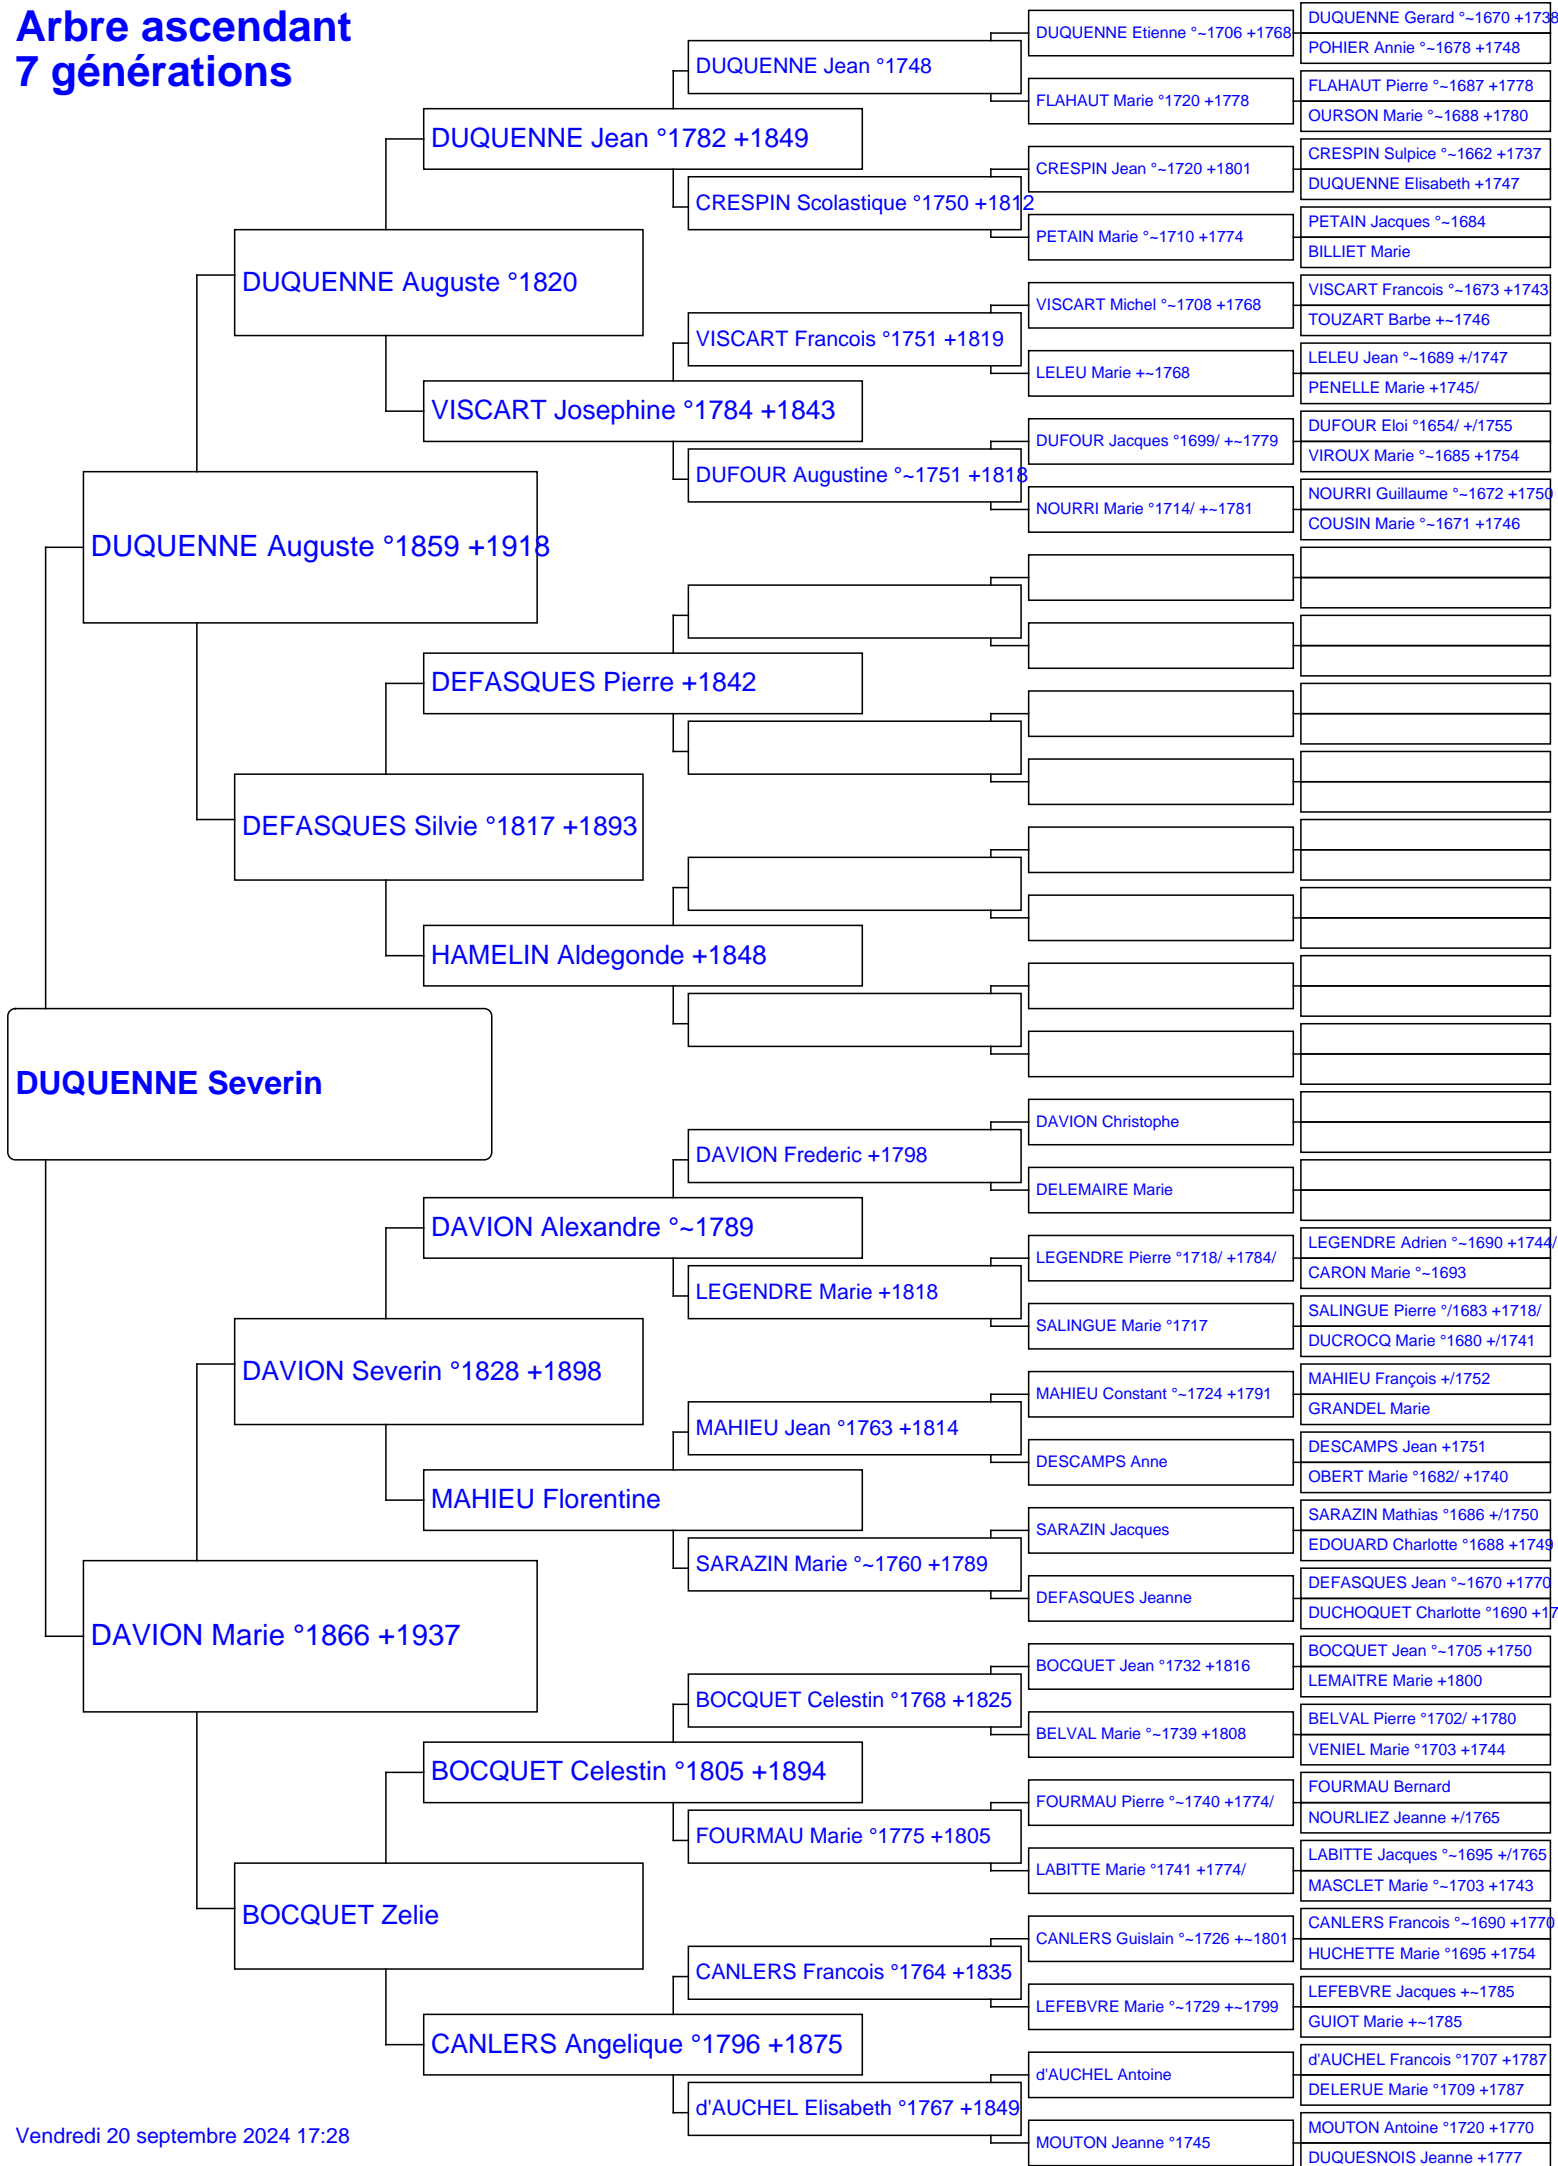 Arbre ascendant
7 générations
DUQUENNE Severin
DUQUENNE Auguste °1859 +1918
DAVION Marie °1866 +1937
DUQUENNE Auguste °1820
DEFASQUES Silvie °1817 +1893
DAVION Severin °1828 +1898
BOCQUET Zelie
DUQUENNE Jean °1782 +1849
VISCART Josephine °1784 +1843
DEFASQUES Pierre +1842
HAMELIN Aldegonde +1848
DAVION Alexandre °~1789
MAHIEU Florentine
BOCQUET Celestin °1805 +1894
CANLERS Angelique °1796 +1875
DUQUENNE Jean °1748
CRESPIN Scolastique °1750 +1812
VISCART Francois °1751 +1819
DUFOUR Augustine °~1751 +1818
DAVION Frederic +1798
LEGENDRE Marie +1818
MAHIEU Jean °1763 +1814
SARAZIN Marie °~1760 +1789
BOCQUET Celestin °1768 +1825
FOURMAU Marie °1775 +1805
CANLERS Francois °1764 +1835
d'AUCHEL Elisabeth °1767 +1849
DUQUENNE Etienne °~1706 +1768
FLAHAUT Marie °1720 +1778
CRESPIN Jean °~1720 +1801
PETAIN Marie °~1710 +1774
VISCART Michel °~1708 +1768
LELEU Marie +~1768
DUFOUR Jacques °1699/ +~1779
NOURRI Marie °1714/ +~1781
DAVION Christophe
DELEMAIRE Marie
LEGENDRE Pierre °1718/ +1784/
SALINGUE Marie °1717
MAHIEU Constant °~1724 +1791
DESCAMPS Anne
SARAZIN Jacques
DEFASQUES Jeanne
BOCQUET Jean °1732 +1816
BELVAL Marie °~1739 +1808
FOURMAU Pierre °~1740 +1774/
LABITTE Marie °1741 +1774/
CANLERS Guislain °~1726 +~1801
LEFEBVRE Marie °~1729 +~1799
d'AUCHEL Antoine
MOUTON Jeanne °1745
DUQUENNE Gerard °~1670 +1738
POHIER Annie °~1678 +1748
FLAHAUT Pierre °~1687 +1778
OURSON Marie °~1688 +1780
CRESPIN Sulpice °~1662 +1737
DUQUENNE Elisabeth +1747
PETAIN Jacques °~1684
BILLIET Marie
VISCART Francois °~1673 +1743
TOUZART Barbe +~1746
LELEU Jean °~1689 +/1747
PENELLE Marie +1745/
DUFOUR Eloi °1654/ +/1755
VIROUX Marie °~1685 +1754
NOURRI Guillaume °~1672 +1750
COUSIN Marie °~1671 +1746
LEGENDRE Adrien °~1690 +1744/
CARON Marie °~1693
SALINGUE Pierre °/1683 +1718/
DUCROCQ Marie °1680 +/1741
MAHIEU François +/1752
GRANDEL Marie
DESCAMPS Jean +1751
OBERT Marie °1682/ +1740
SARAZIN Mathias °1686 +/1750
EDOUARD Charlotte °1688 +1749
DEFASQUES Jean °~1670 +1770
DUCHOQUET Charlotte °1690 +17
BOCQUET Jean °~1705 +1750
LEMAITRE Marie +1800
BELVAL Pierre °1702/ +1780
VENIEL Marie °1703 +1744
FOURMAU Bernard
NOURLIEZ Jeanne +/1765
LABITTE Jacques °~1695 +/1765
MASCLET Marie °~1703 +1743
CANLERS Francois °~1690 +1770
HUCHETTE Marie °1695 +1754
LEFEBVRE Jacques +~1785
GUIOT Marie +~1785
d'AUCHEL Francois °1707 +1787
DELERUE Marie °1709 +1787
MOUTON Antoine °1720 +1770
DUQUESNOIS Jeanne +1777
Vendredi 20 septembre 2024 17:28